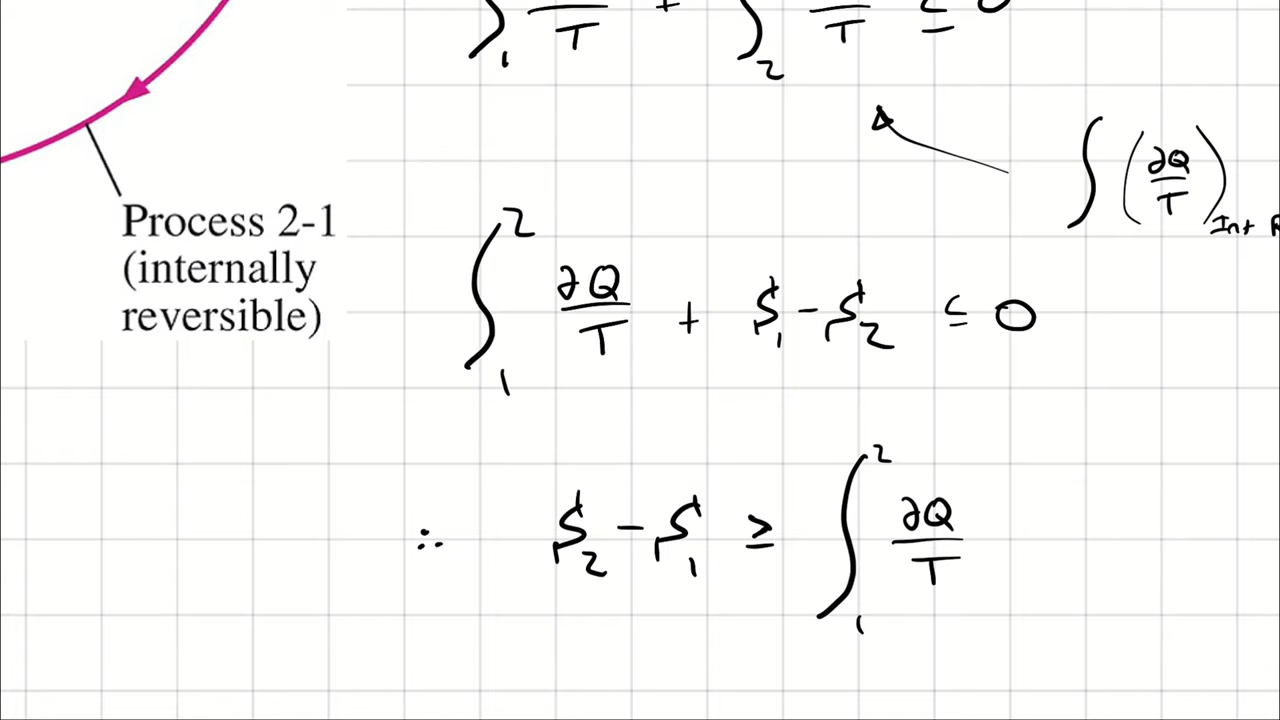 ∫₁ /T + ∫₂ /T ≤ 0
∫ (∂Q/T)Int R
Process 2-1
(internally
reversible)
∫₁² ∂Q/T + S₁ - S₂ ≤ 0
∴ S₂ - S₁ ≥ ∫₁² ∂Q/T